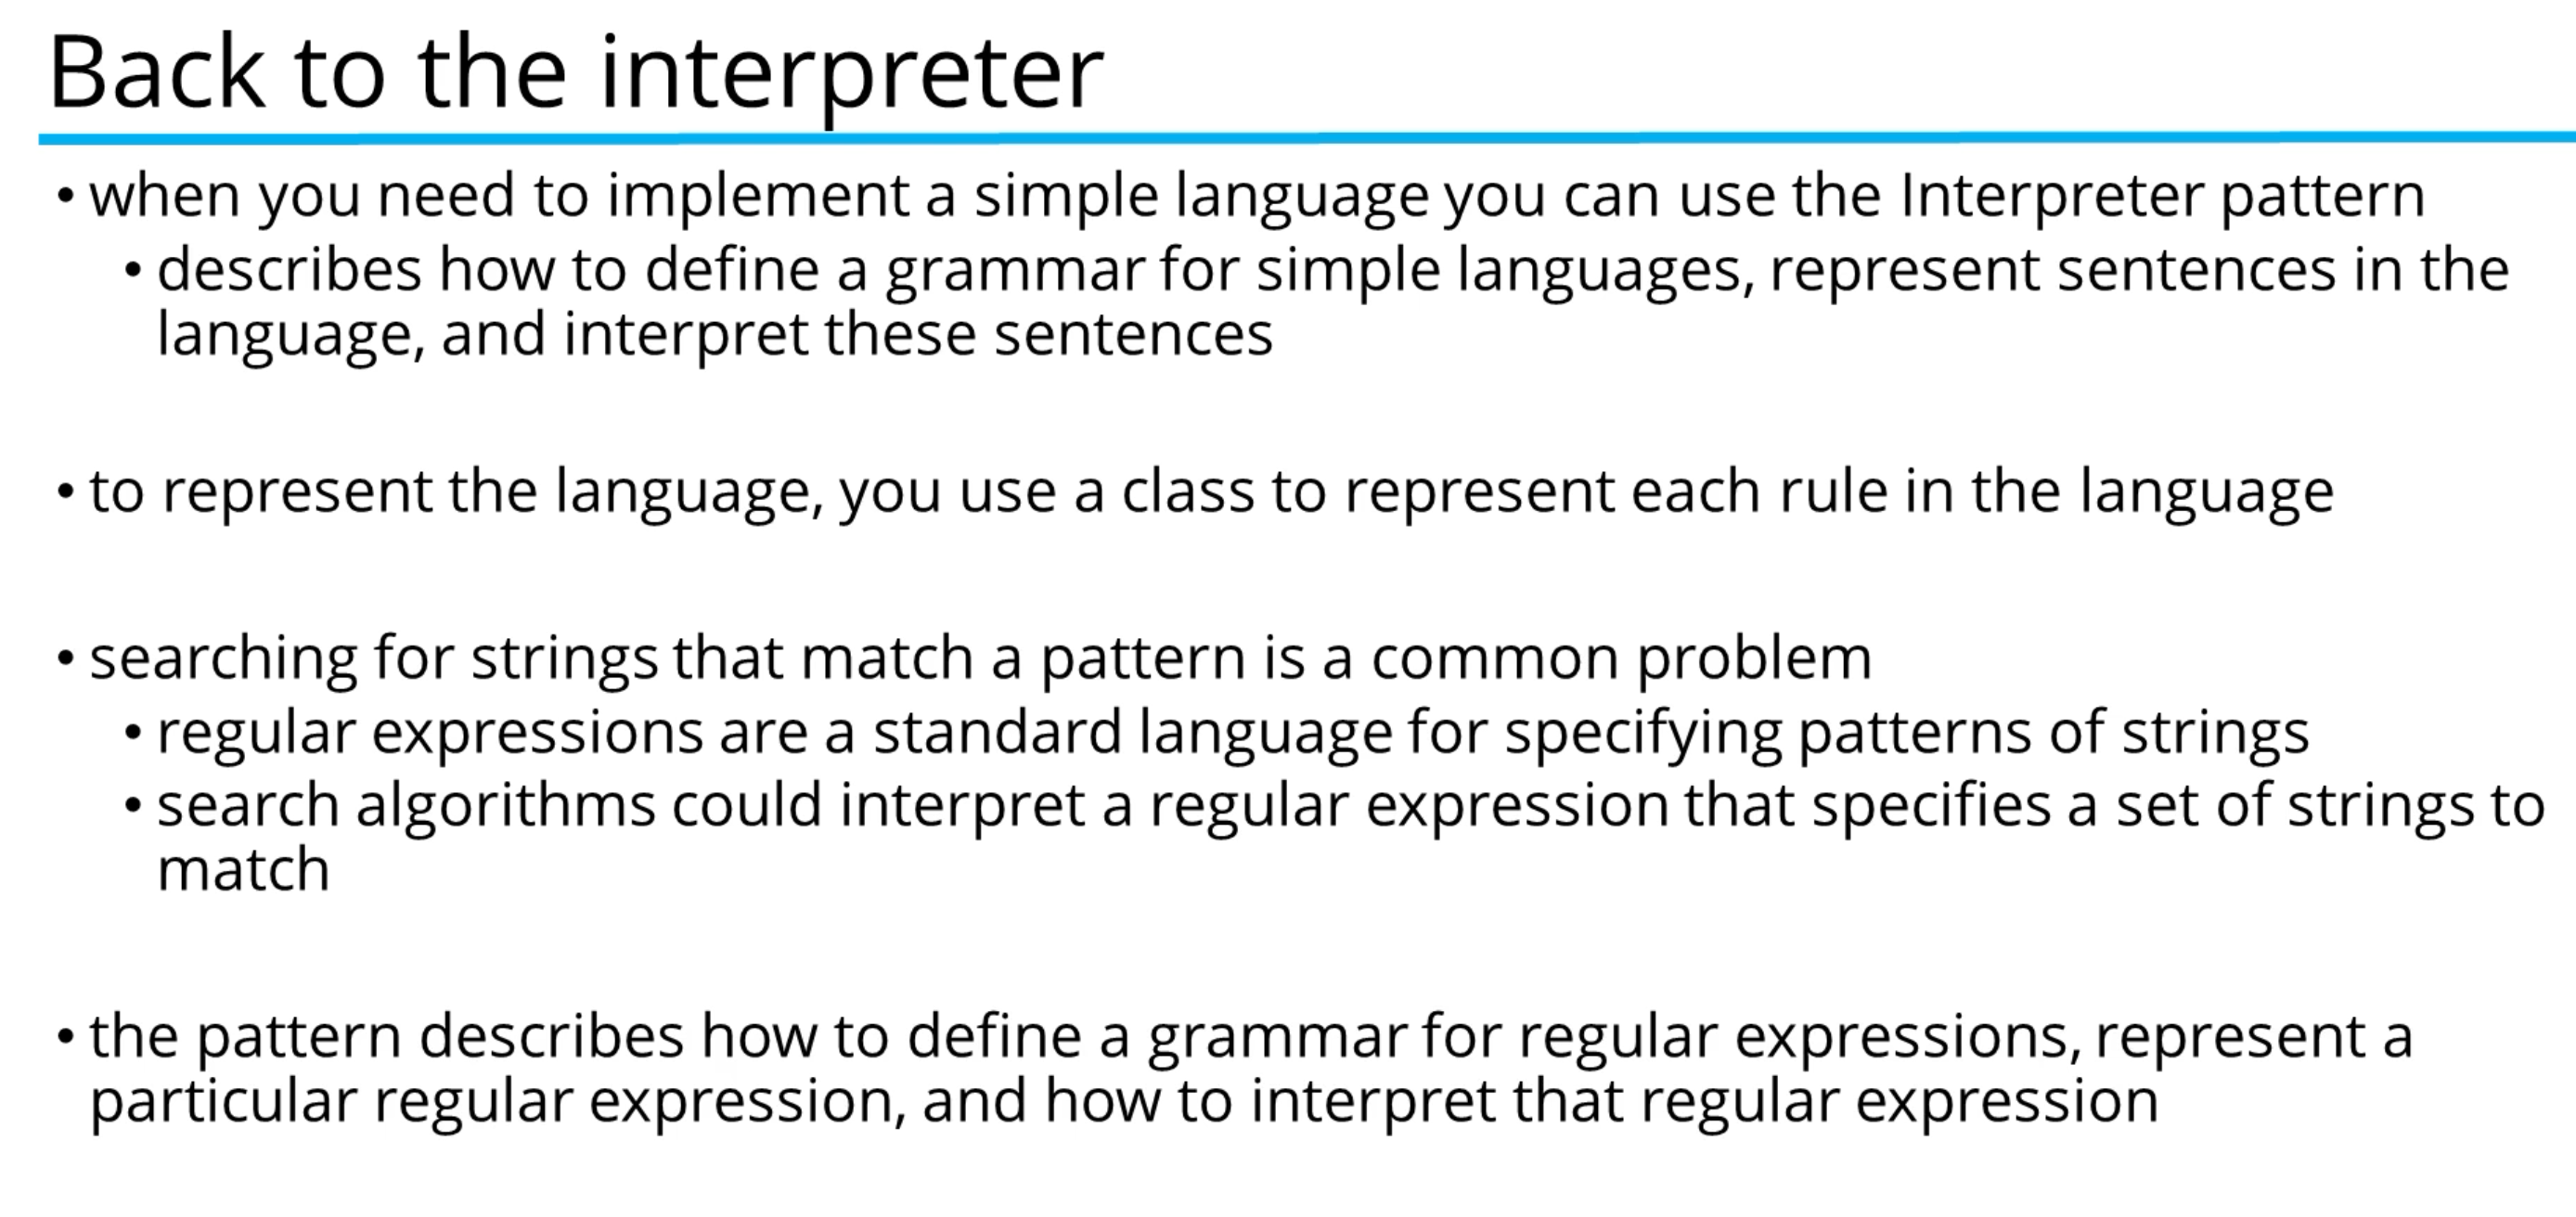 Back to the interpreter
• when you need to implement a simple language you can use the Interpreter pattern
• describes how to define a grammar for simple languages, represent sentences in the
language, and interpret these sentences
• to represent the language, you use a class to represent each rule in the language
• searching for strings that match a pattern is a common problem
• regular expressions are a standard language for specifying patterns of strings
• search algorithms could interpret a regular expression that specifies a set of strings to
match
• the pattern describes how to define a grammar for regular expressions, represent a
particular regular expression, and how to interpret that regular expression